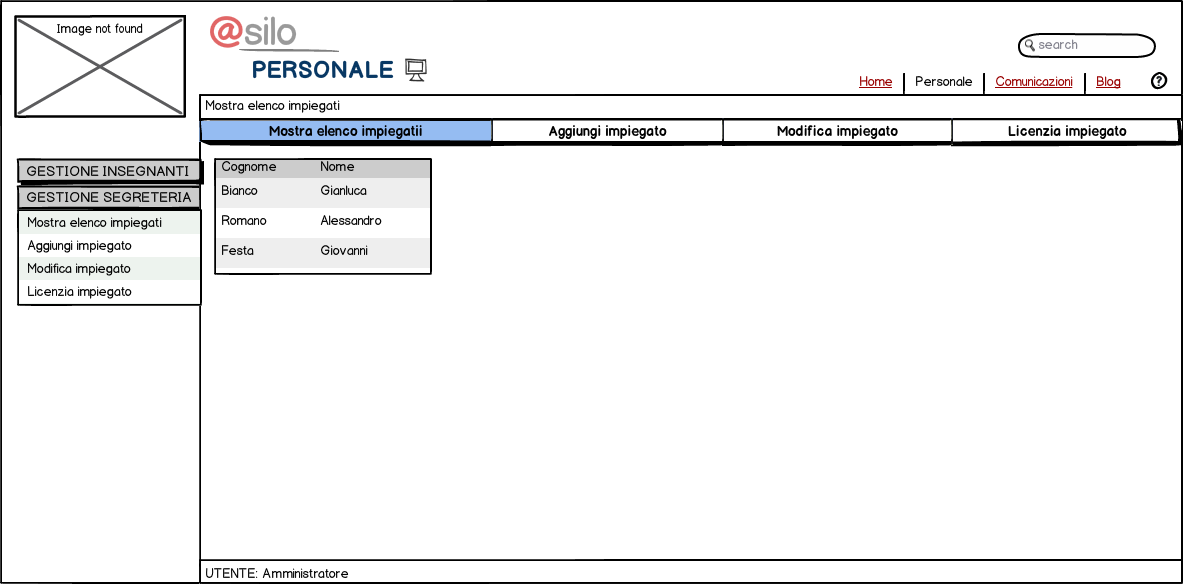 Image not found
@silo
PERSONALE
search
Home Personale Comunicazioni Blog ?
Mostra elenco impiegati
Mostra elenco impiegatii Aggiungi impiegato Modifica impiegato Licenzia impiegato
GESTIONE INSEGNANTI
GESTIONE SEGRETERIA
Mostra elenco impiegati
Aggiungi impiegato
Modifica impiegato
Licenzia impiegato
Cognome Nome
Bianco Gianluca
Romano Alessandro
Festa Giovanni
UTENTE: Amministratore